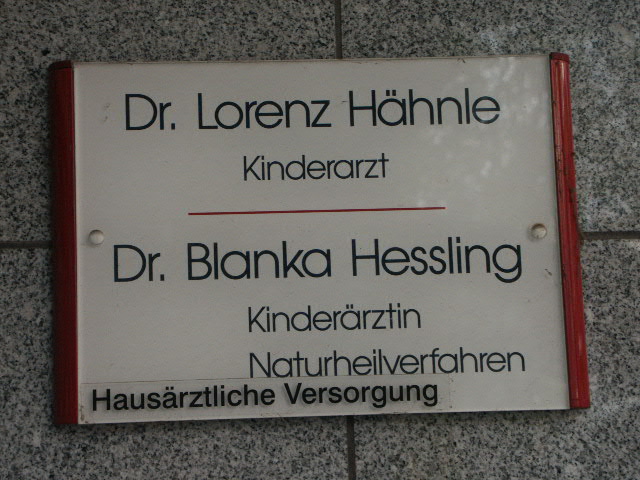 Dr. Lorenz Hähnle
Kinderarzt
Dr. Blanka Hessling
Kinderärztin
Naturheilverfahren
Hausärztliche Versorgung